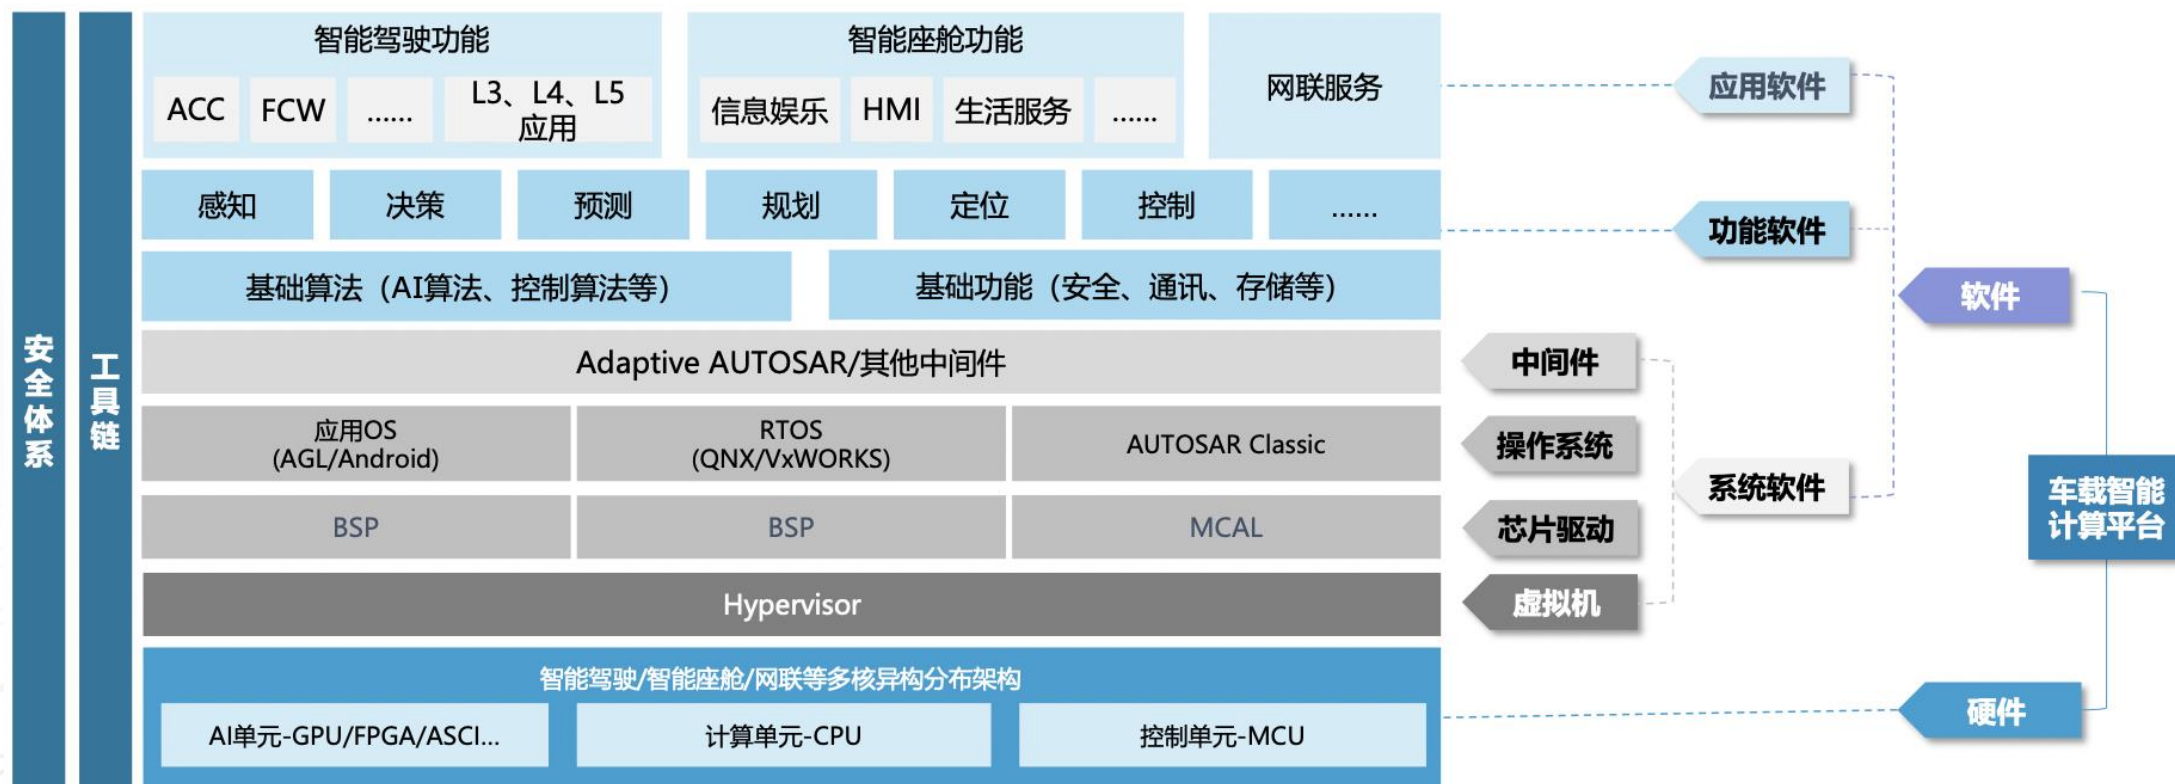 安全体系
工具链
智能驾驶功能
ACC
FCW
......
L3、L4、L5
应用
智能座舱功能
信息娱乐
HMI
生活服务
......
网联服务
应用软件
感知
决策
预测
规划
定位
控制
......
功能软件
基础算法（AI算法、控制算法等）
基础功能（安全、通讯、存储等）
软件
Adaptive AUTOSAR/其他中间件
中间件
应用OS
(AGL/Android)
RTOS
(QNX/VxWORKS)
AUTOSAR Classic
操作系统
系统软件
车载智能
计算平台
BSP
BSP
MCAL
芯片驱动
Hypervisor
虚拟机
智能驾驶/智能座舱/网联等多核异构分布架构
AI单元-GPU/FPGA/ASCI...
计算单元-CPU
控制单元-MCU
硬件